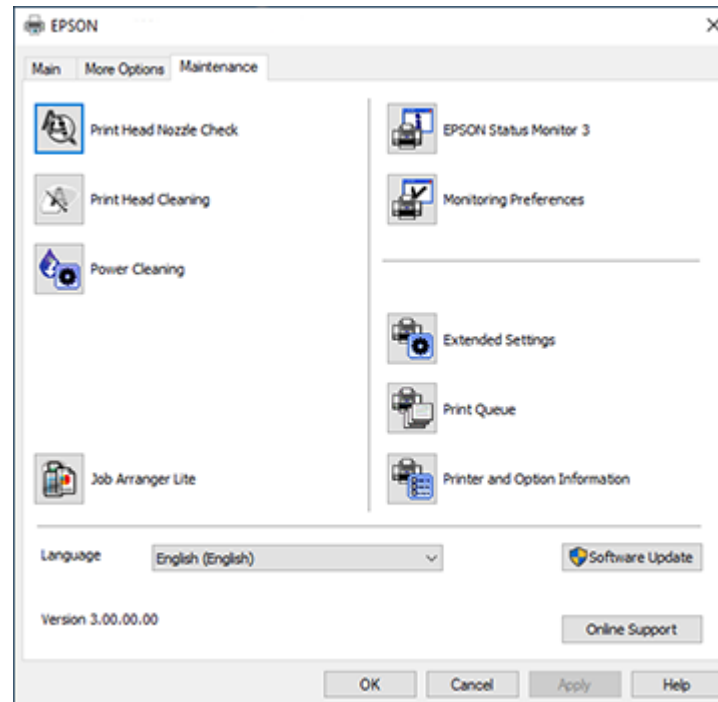 EPSON
Main More Options Maintenance
Print Head Nozzle Check
Print Head Cleaning
Power Cleaning
Job Arranger Lite
EPSON Status Monitor 3
Monitoring Preferences
Extended Settings
Print Queue
Printer and Option Information
Language English (English) Software Update
Version 3.00.00.00 Online Support
OK Cancel Apply Help